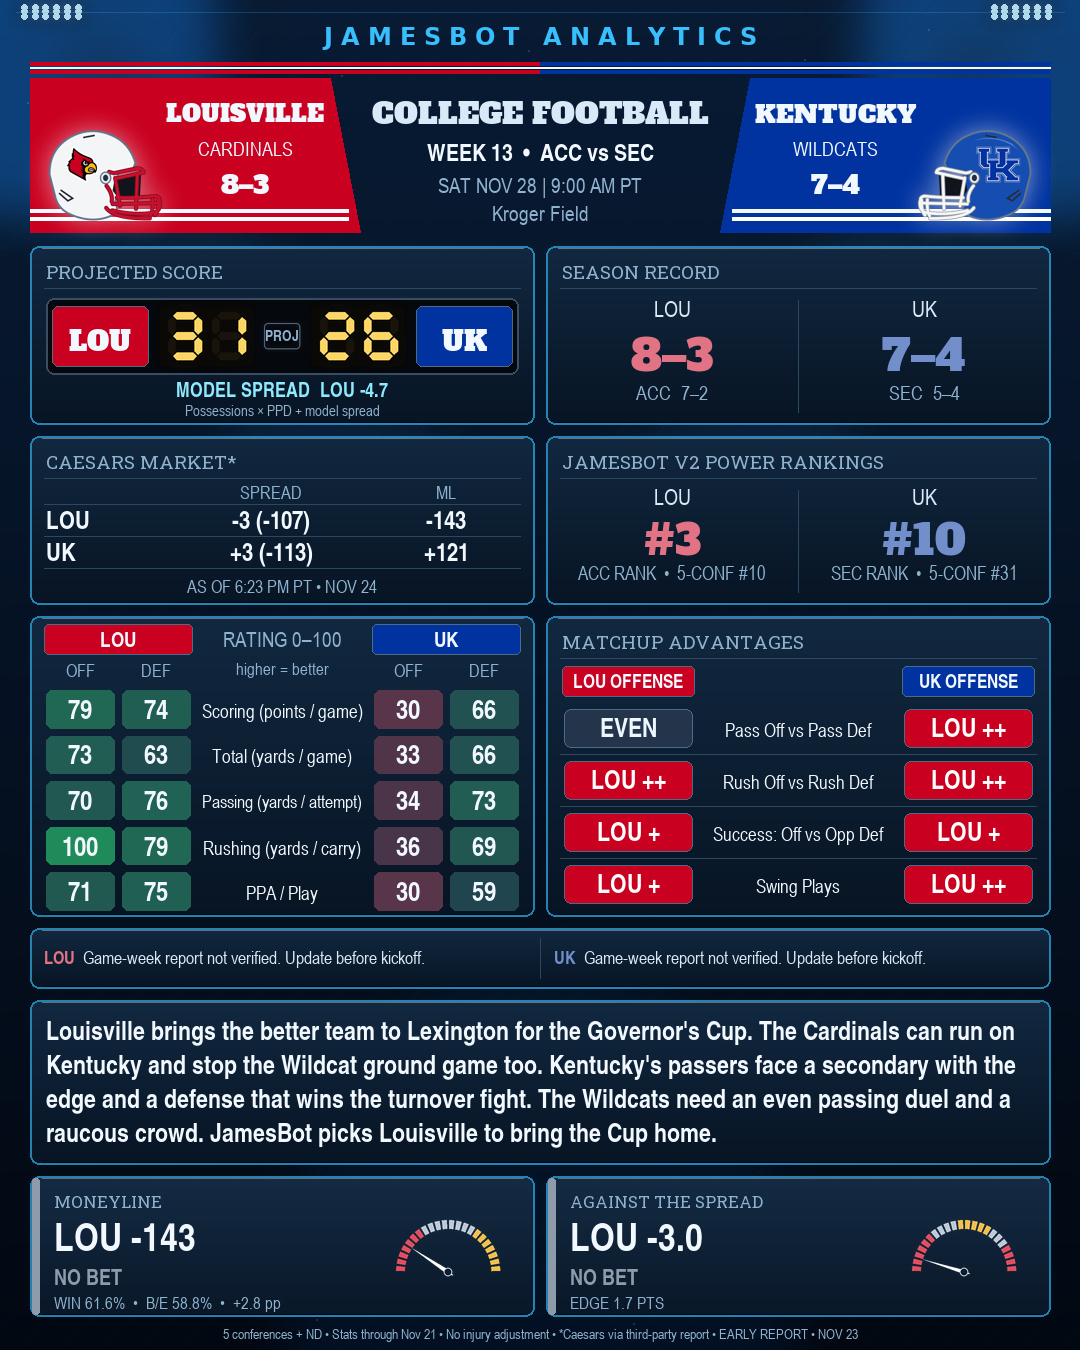 JAMESBOT ANALYTICS
LOUISVILLE
CARDINALS
8–3
COLLEGE FOOTBALL
WEEK 13 • ACC vs SEC
SAT NOV 28 | 9:00 AM PT
Kroger Field
KENTUCKY
WILDCATS
7–4
UK
PROJECTED SCORE
LOU 31 PROJ 26 UK
MODEL SPREAD LOU -4.7
Possessions × PPD + model spread
SEASON RECORD
LOU UK
8–3 7–4
ACC 7–2 SEC 5–4
CAESARS MARKET*
SPREAD ML
LOU -3 (-107) -143
UK +3 (-113) +121
AS OF 6:23 PM PT • NOV 24
JAMESBOT V2 POWER RANKINGS
LOU UK
#3 #10
ACC RANK • 5-CONF #10 SEC RANK • 5-CONF #31
LOU RATING 0–100 UK
OFF DEF higher = better OFF DEF
79 74 Scoring (points / game) 30 66
73 63 Total (yards / game) 33 66
70 76 Passing (yards / attempt) 34 73
100 79 Rushing (yards / carry) 36 69
71 75 PPA / Play 30 59
MATCHUP ADVANTAGES
LOU OFFENSE UK OFFENSE
EVEN Pass Off vs Pass Def LOU ++
LOU ++ Rush Off vs Rush Def LOU ++
LOU + Success: Off vs Opp Def LOU +
LOU + Swing Plays LOU ++
LOU Game-week report not verified. Update before kickoff.
UK Game-week report not verified. Update before kickoff.
Louisville brings the better team to Lexington for the Governor's Cup. The Cardinals can run on
Kentucky and stop the Wildcat ground game too. Kentucky's passers face a secondary with the
edge and a defense that wins the turnover fight. The Wildcats need an even passing duel and a
raucous crowd. JamesBot picks Louisville to bring the Cup home.
MONEYLINE
LOU -143
NO BET
WIN 61.6% • B/E 58.8% • +2.8 pp
AGAINST THE SPREAD
LOU -3.0
NO BET
EDGE 1.7 PTS
5 conferences + ND • Stats through Nov 21 • No injury adjustment • *Caesars via third-party report • EARLY REPORT • NOV 23